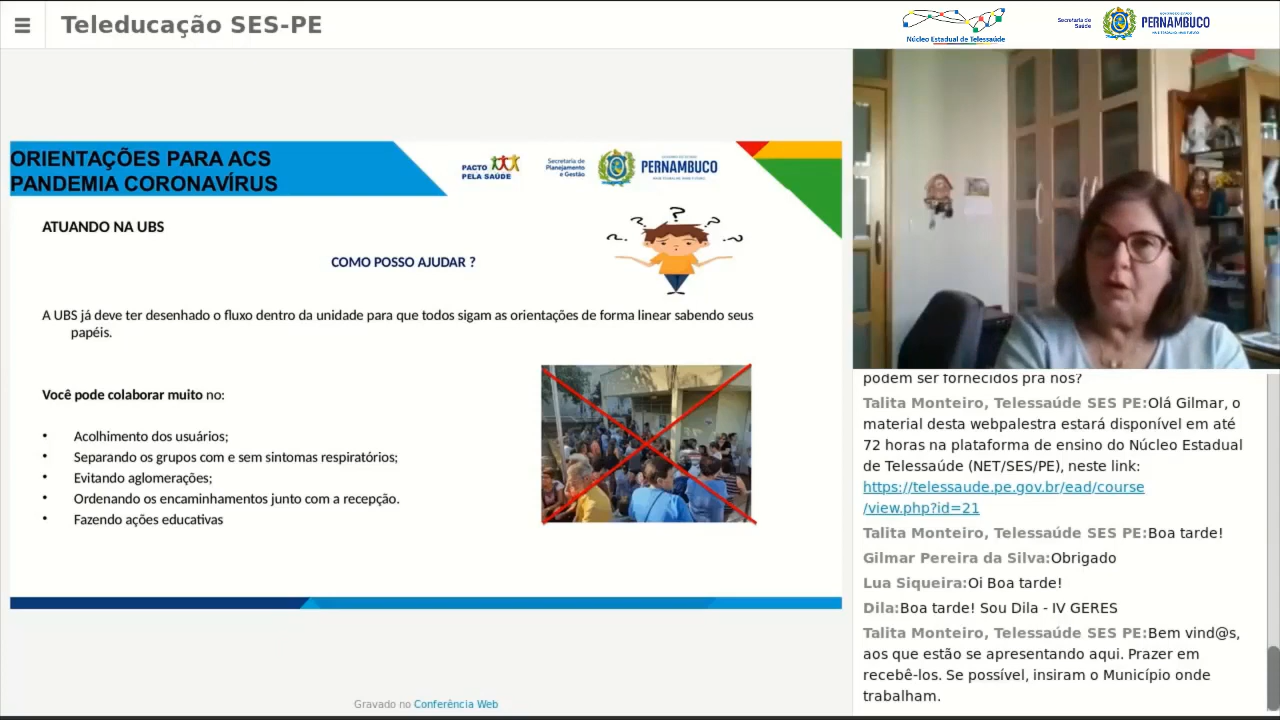 Teleducação SES-PE
Núcleo Estadual de Telessaúde
Secretaria de
Saúde
PERNAMBUCO
ORIENTAÇÕES PARA ACS
PANDEMIA CORONAVÍRUS
PACTO
PELA SAÚDE
Secretaria de
Planejamento
e Gestão
PERNAMBUCO
ATUANDO NA UBS
COMO POSSO AJUDAR ?
? ? ? ? ?
A UBS já deve ter desenhado o fluxo dentro da unidade para que todos sigam as orientações de forma linear sabendo seus
papéis.
Você pode colaborar muito no:
• Acolhimento dos usuários;
• Separando os grupos com e sem sintomas respiratórios;
• Evitando aglomerações;
• Ordenando os encaminhamentos junto com a recepção.
• Fazendo ações educativas
Gravado no Conferência Web
podem ser fornecidos pra nós?
Talita Monteiro, Telessaúde SES PE:Olá Gilmar, o
material desta webpalestra estará disponível em até
72 horas na plataforma de ensino do Núcleo Estadual
de Telessaúde (NET/SES/PE), neste link:
https://telessaude.pe.gov.br/ead/course
/view.php?id=21
Talita Monteiro, Telessaúde SES PE:Boa tarde!
Gilmar Pereira da Silva:Obrigado
Lua Siqueira:Oi Boa tarde!
Dila:Boa tarde! Sou Dila - IV GERES
Talita Monteiro, Telessaúde SES PE:Bem vind@s,
aos que estão se apresentando aqui. Prazer em
recebê-los. Se possível, insiram o Município onde
trabalham.